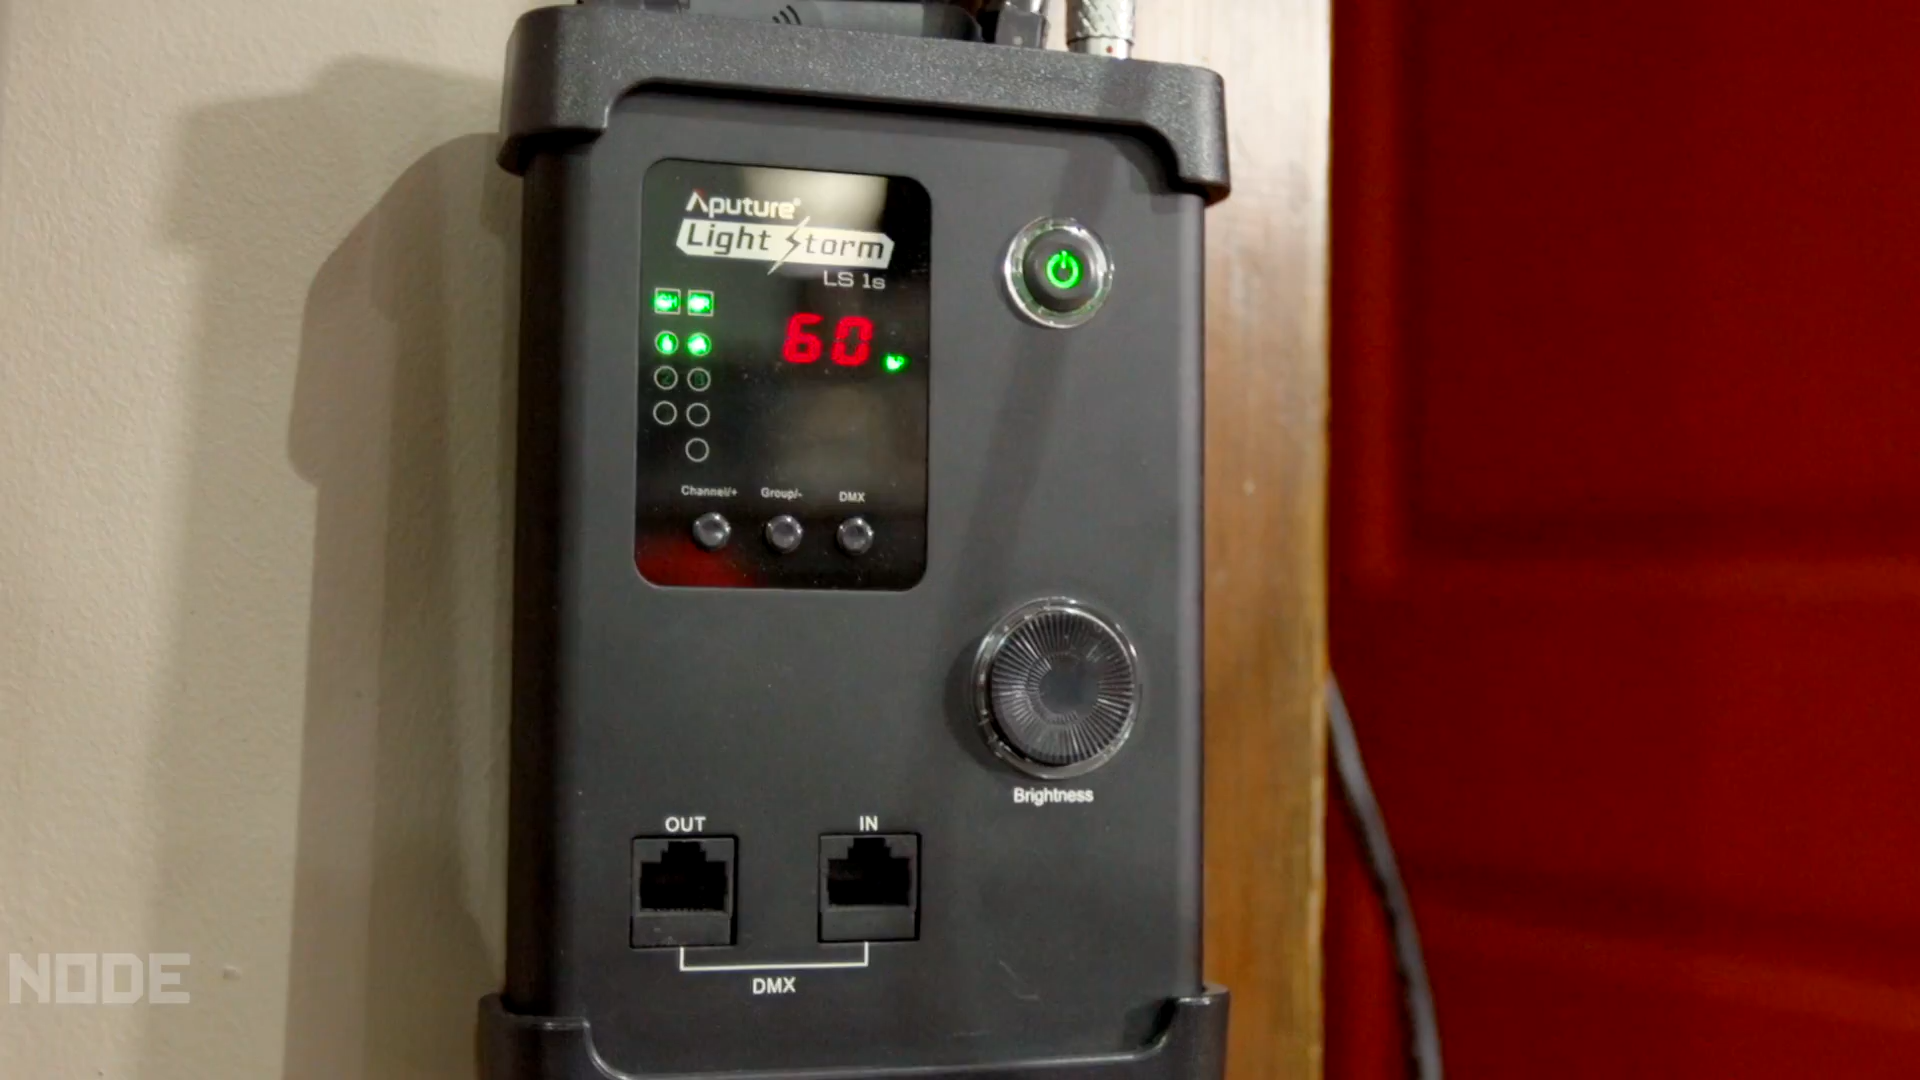 Aputure®
Light Storm
LS 1s
60
Channel/+ Group/- DMX
Brightness
OUT IN
DMX
NODE